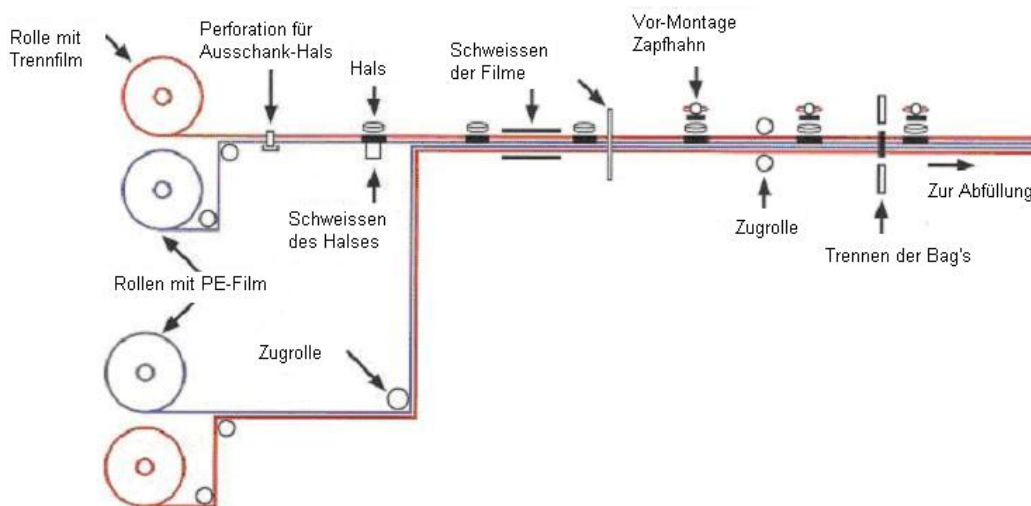 Rolle mit
Trennfilm
Perforation für
Ausschank-Hals
Hals
Schweissen
der Filme
Vor-Montage
Zapfhahn
Schweissen
des Halses
Zugrolle
Zur Abfüllung
Trennen der Bag's
Rollen mit PE-Film
Zugrolle